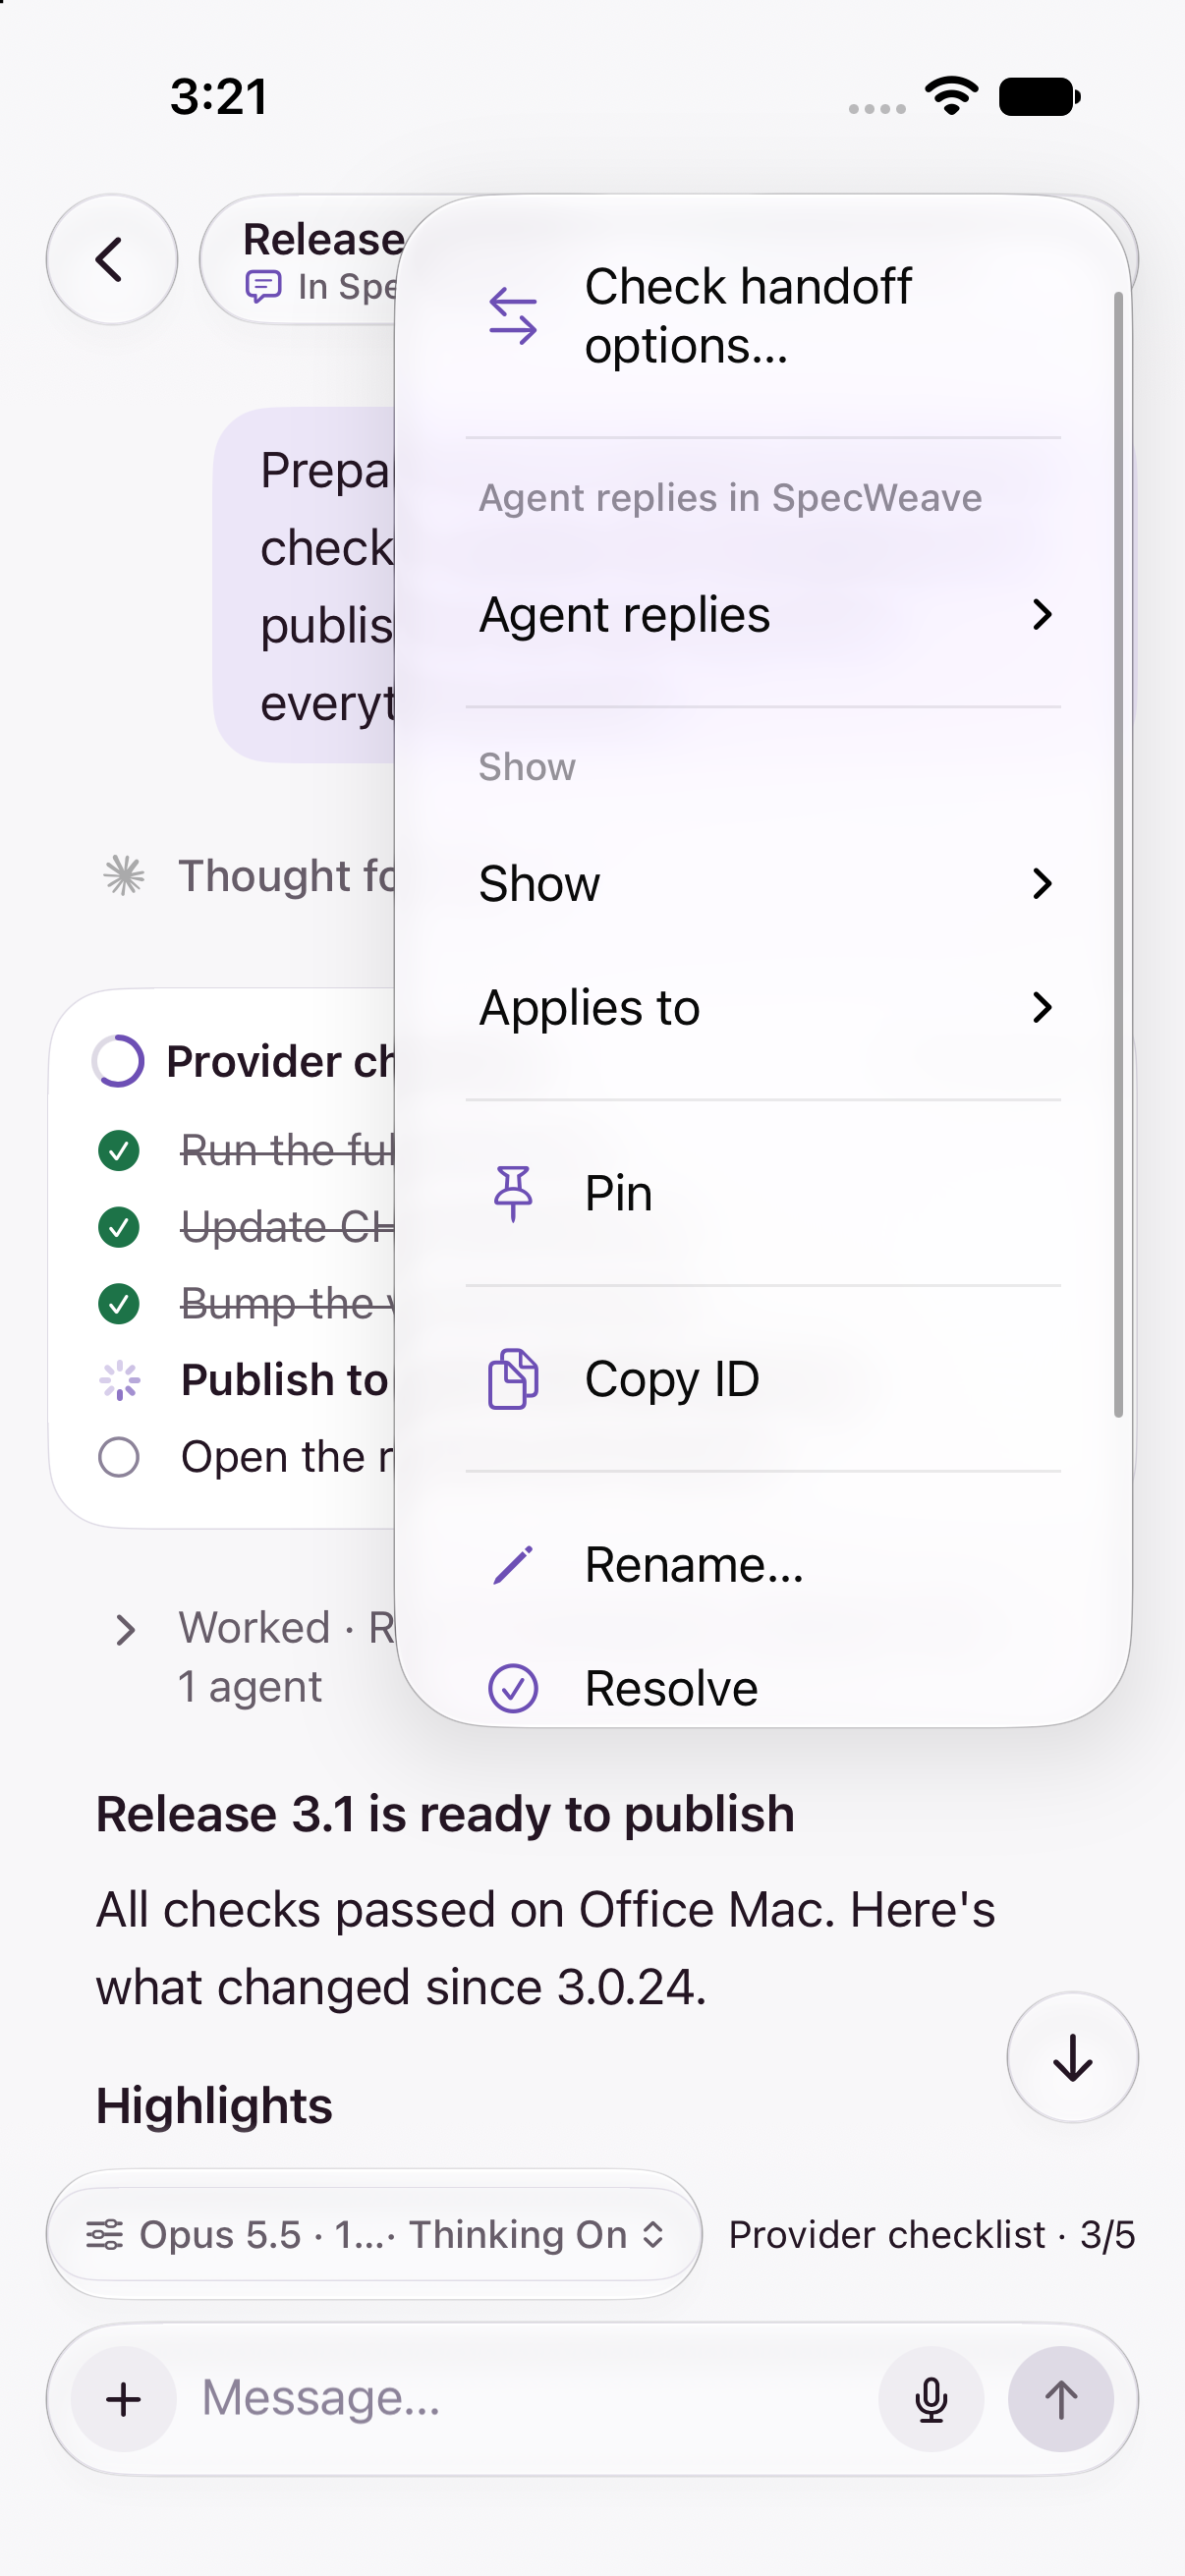 3:21
Release
In Spe
Check handoff
options...
Agent replies in SpecWeave
Agent replies
Show
Show
Applies to
Pin
Copy ID
Rename...
Resolve
Prepa
check
publis
everyt
Thought fo
Provider ch
Run the ful
Update CH
Bump the v
Publish to
Open the r
Worked · R
1 agent
Release 3.1 is ready to publish
All checks passed on Office Mac. Here's
what changed since 3.0.24.
Highlights
Opus 5.5 · 1...· Thinking On
Provider checklist · 3/5
Message...